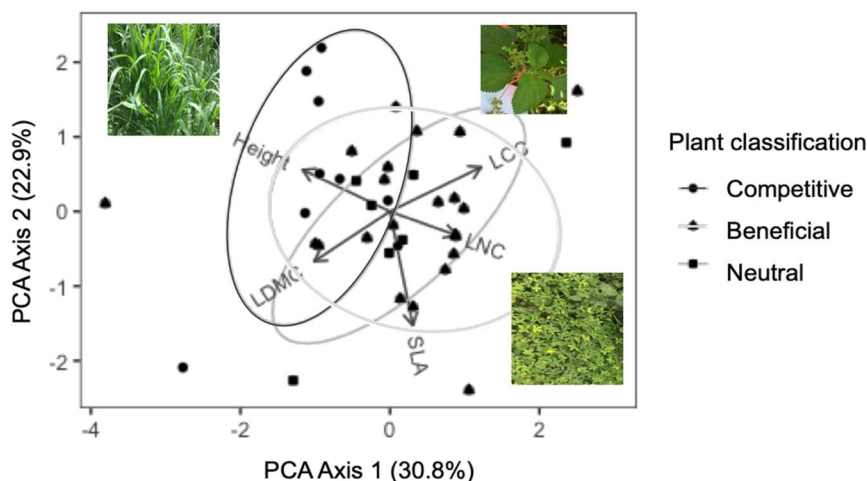 PCA Axis 2 (22.9%)
2
1
0
-1
-2
-4
-2
0
2
PCA Axis 1 (30.8%)
Height
LCC
LNC
LDMC
SLA
Plant classification
Competitive
Beneficial
Neutral